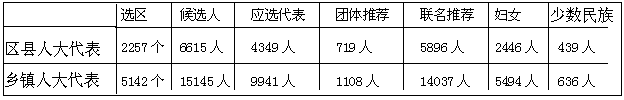 选区 候选人 应选代表 团体推荐 联名推荐 妇女 少数民族
区县人大代表 2257 个 6615 人 4349 人 719 人 5896 人 2446 人 439 人
乡镇人大代表 5142 个 15145 人 9941 人 1108 人 14037 人 5494 人 636 人